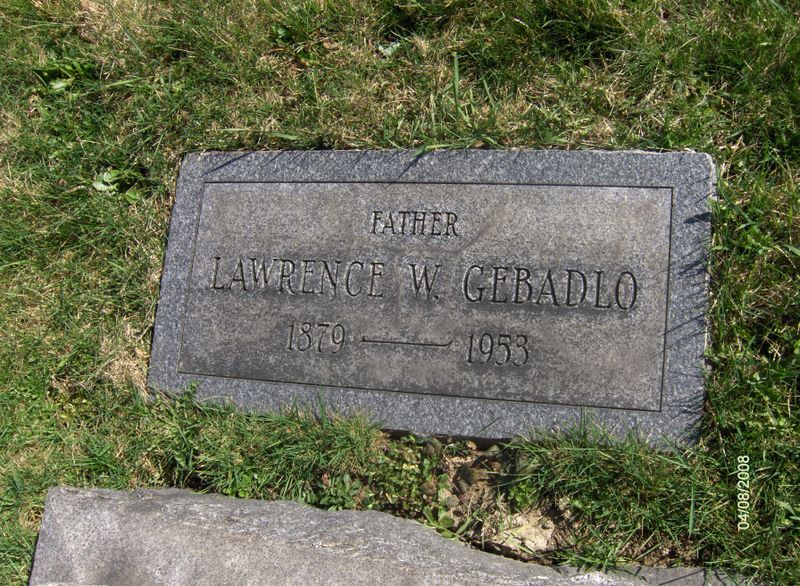 FATHER
LAWRENCE W. GEBADLO
1879 — 1953
04/08/2008